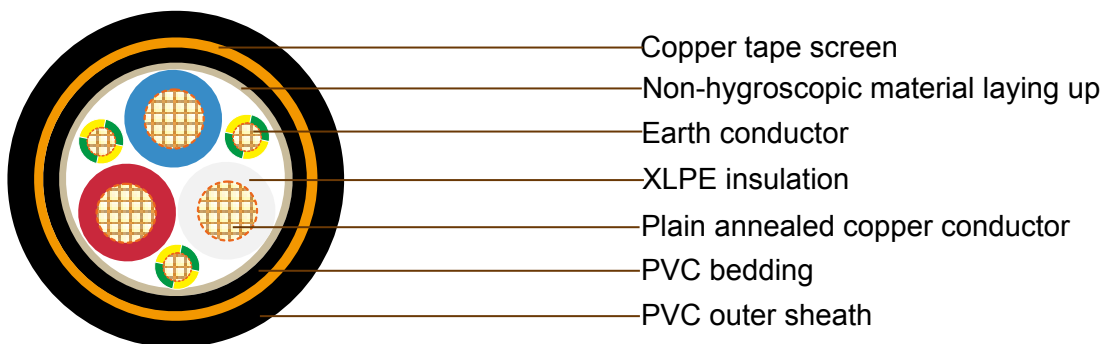 Copper tape screen
Non-hygroscopic material laying up
Earth conductor
XLPE insulation
Plain annealed copper conductor
PVC bedding
PVC outer sheath